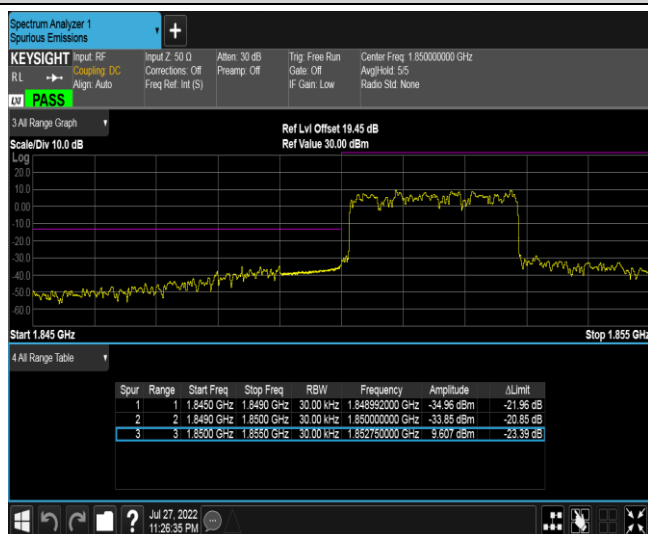 Spectrum Analyzer 1
Spurious Emissions
+
KEYSIGHT Input: RF Input Z: 50 Ω Atten: 30 dB Trig: Free Run Center Freq: 1.850000000 GHz
RL Coupling: DC Corrections: Off Preamp: Off Gate: Off Avg|Hold: 5/5
Align: Auto Freq Ref: Int (S) IF Gain: Low Radio Std: None
LXI PASS
3 All Range Graph
Ref Lvl Offset 19.45 dB
Scale/Div 10.0 dB Ref Value 30.00 dBm
Log
20.0
10.0
0.00
-10.0
-20.0
-30.0
-40.0
-50.0
-60.0
Start 1.845 GHz Stop 1.855 GHz
4 All Range Table
Spur Range Start Freq Stop Freq RBW Frequency Amplitude ΔLimit
1 1 1.8450 GHz 1.8490 GHz 30.00 kHz 1.848992000 GHz -34.96 dBm -21.96 dB
2 2 1.8490 GHz 1.8500 GHz 30.00 kHz 1.850000000 GHz -33.85 dBm -20.85 dB
3 3 1.8500 GHz 1.8550 GHz 30.00 kHz 1.852750000 GHz 9.607 dBm -23.39 dB
? Jul 27, 2022
11:26:35 PM